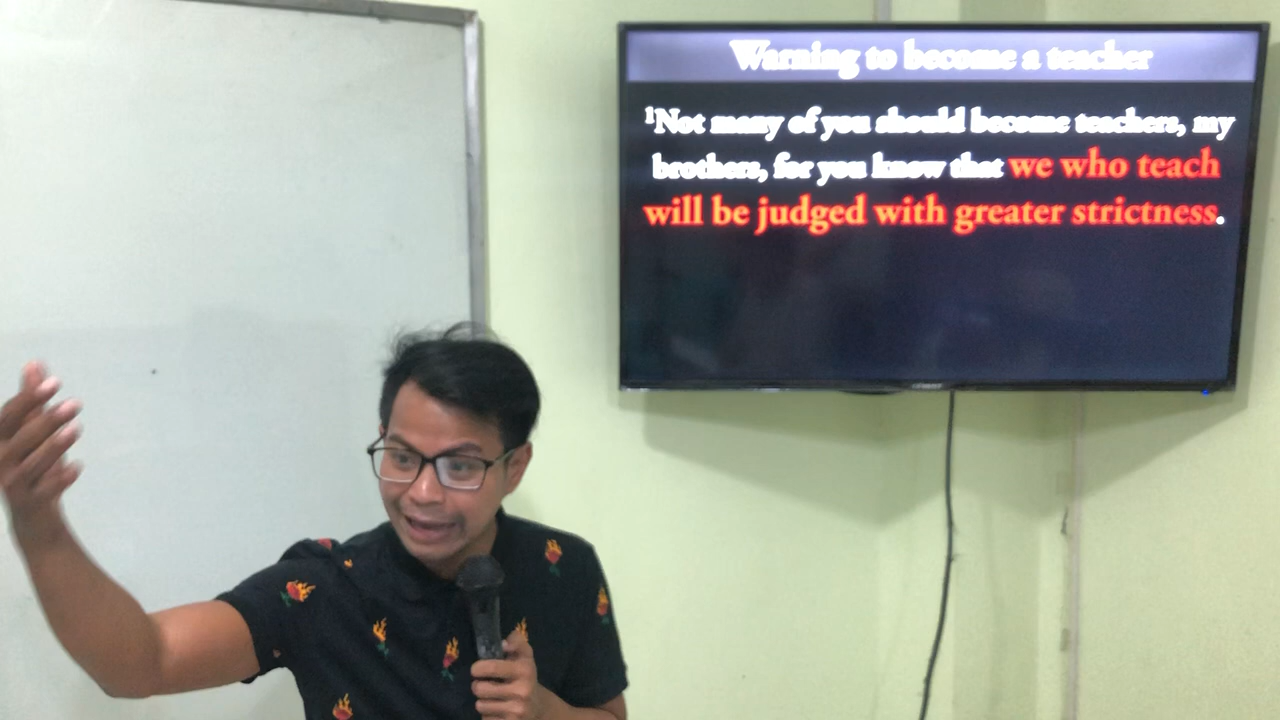 Warning to become a teacher
¹Not many of you should become teachers, my
brothers, for you know that we who teach
will be judged with greater strictness.